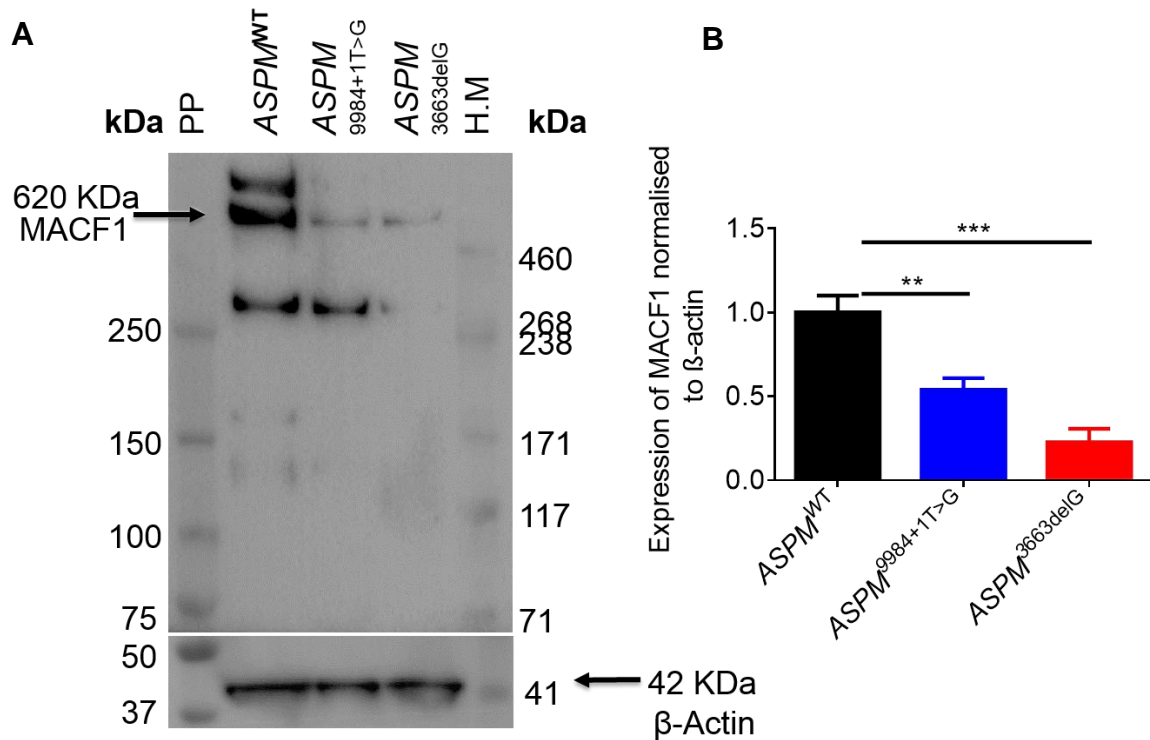 A
kDa
PP
ASPMWT
ASPM
9984+1T>G
ASPM
3663delG
H.M
kDa
620 KDa
MACF1
250
150
100
75
50
37
460
268
238
171
117
71
41
42 KDa
β-Actin
B
Expression of MACF1 normalised
to ß-actin
1.5
1.0
0.5
0.0
***
**
ASPMWT
ASPM9984+1T>G
ASPM3663delG